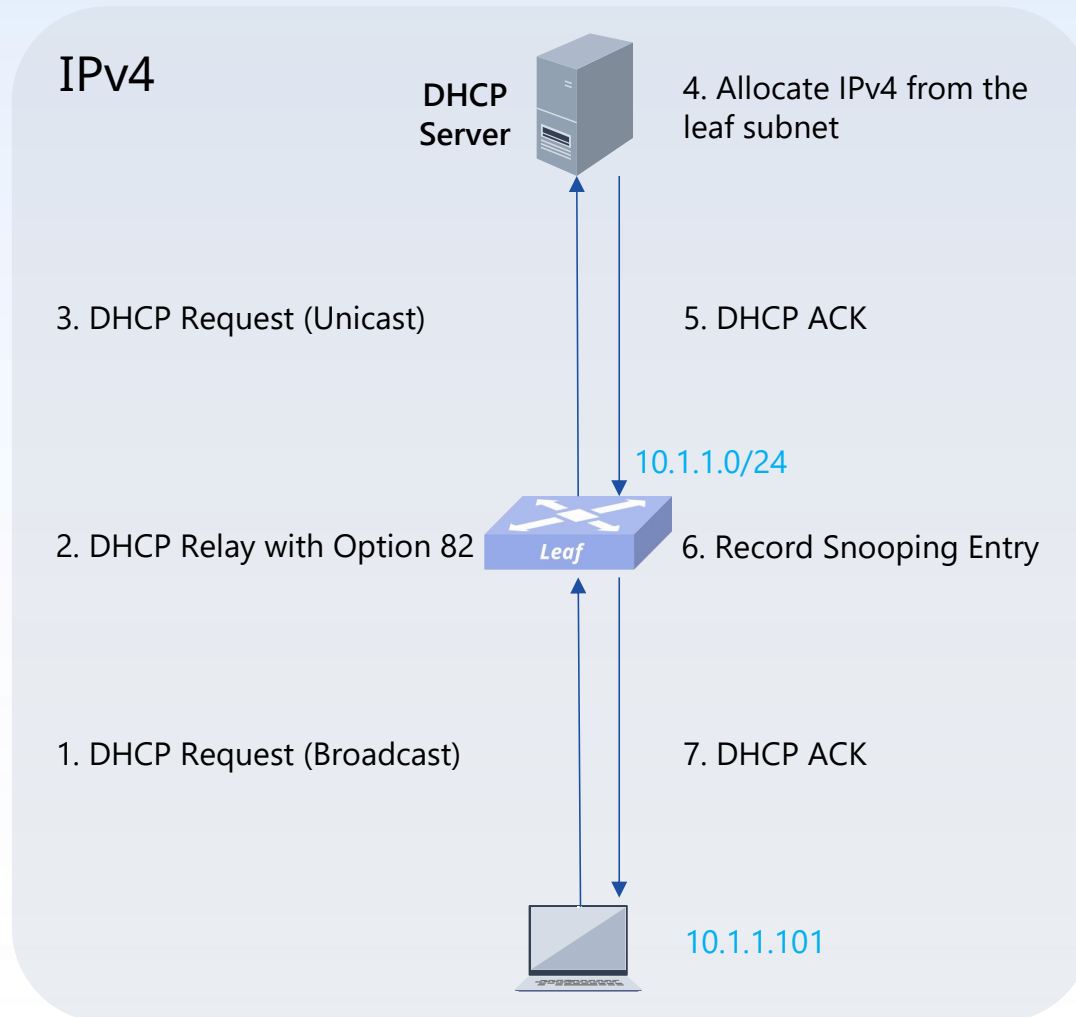 IPv4
DHCP
Server
4. Allocate IPv4 from the
leaf subnet
3. DHCP Request (Unicast)
5. DHCP ACK
10.1.1.0/24
2. DHCP Relay with Option 82
Leaf
6. Record Snooping Entry
1. DHCP Request (Broadcast)
7. DHCP ACK
10.1.1.101